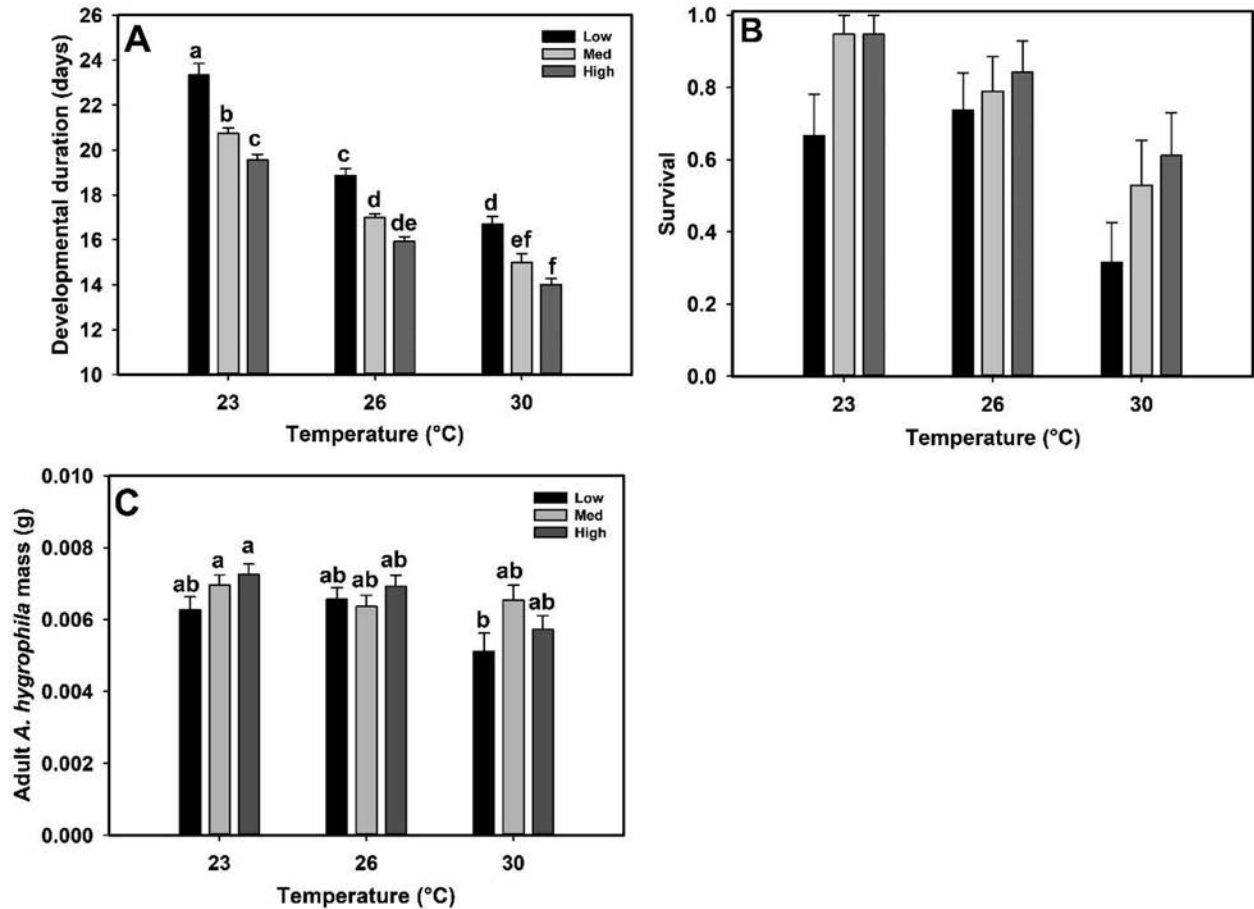 A
Developmental duration (days)
26
24
22
20
18
16
14
12
10
Low
Med
High
a
b
c
c
d
de
d
ef
f
23
26
30
Temperature (°C)
B
Survival
1.0
0.8
0.6
0.4
0.2
0.0
23
26
30
Temperature (°C)
C
Adult A. hygrophila mass (g)
0.010
0.008
0.006
0.004
0.002
0.000
Low
Med
High
ab
a
a
ab
ab
ab
b
ab
ab
23
26
30
Temperature (°C)